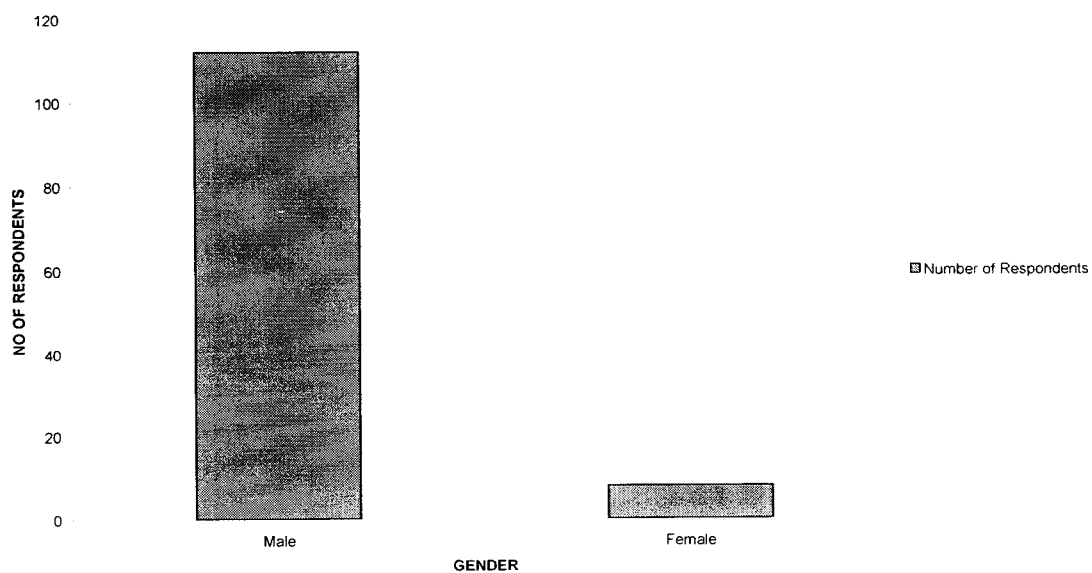 120
100
80
60
40
20
0
NO OF RESPONDENTS
Male
Female
GENDER
Number of Respondents